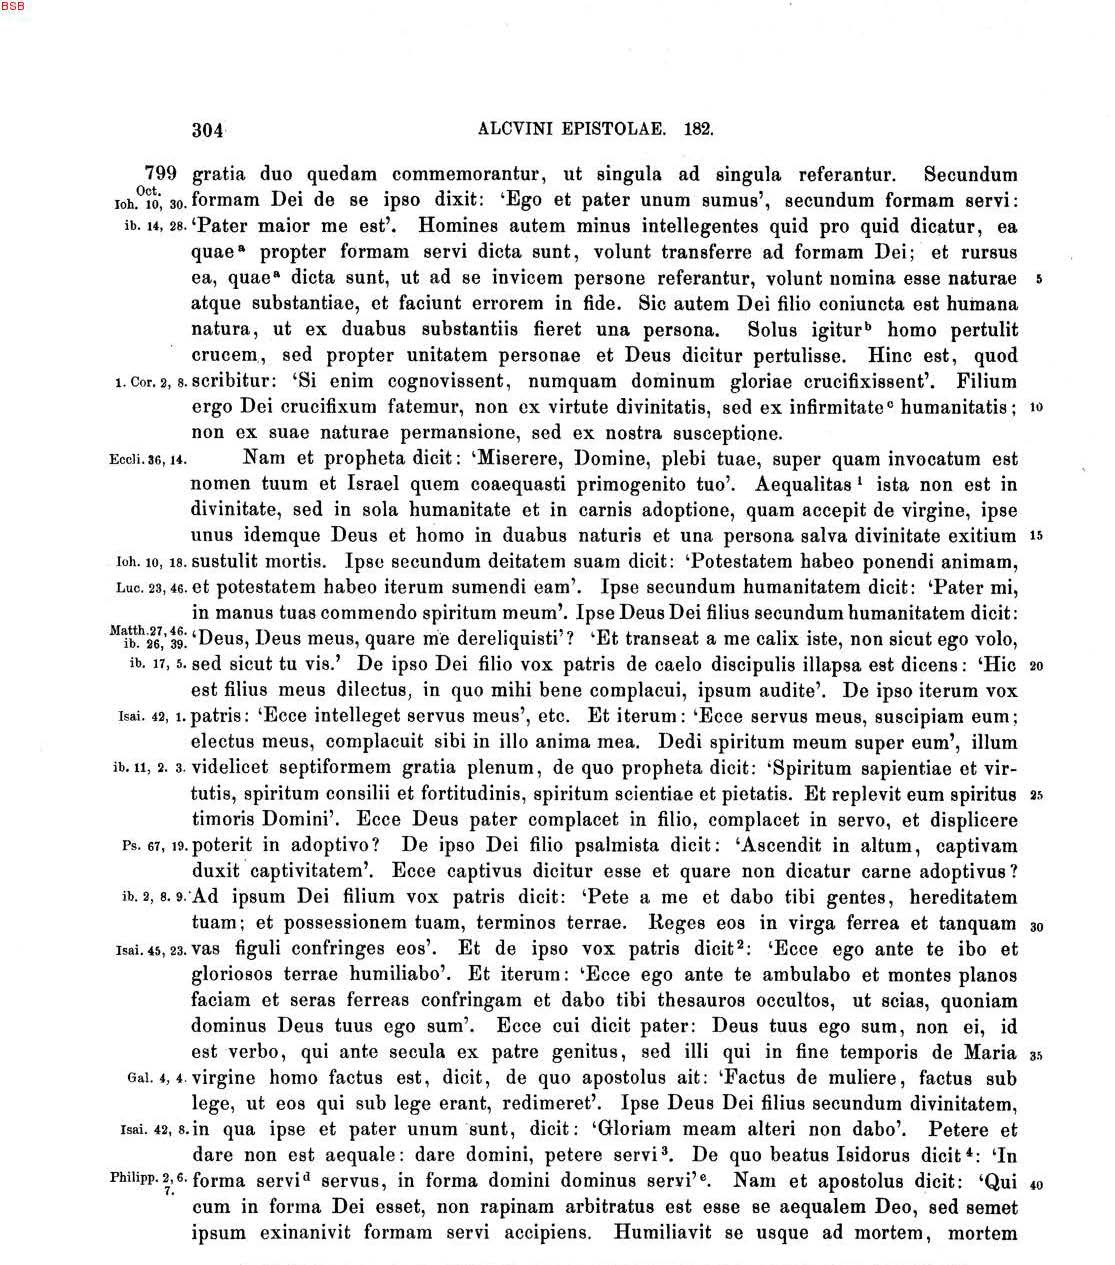 BSB
304 ALCVINI EPISTOLAE. 182.
799 gratia duo quedam commemorantur, ut singula ad singula referantur. Secundum
Oct.
Ioh. 10, 30. formam Dei de se ipso dixit: ‘Ego et pater unum sumus’, secundum formam servi:
ib. 14, 28. ‘Pater maior me est’. Homines autem minus intellegentes quid pro quid dicatur, ea
quaeᵃ propter formam servi dicta sunt, volunt transferre ad formam Dei; et rursus
ea, quaeᵃ dicta sunt, ut ad se invicem persone referantur, volunt nomina esse naturae 5
atque substantiae, et faciunt errorem in fide. Sic autem Dei filio coniuncta est humana
natura, ut ex duabus substantiis fieret una persona. Solus igiturᵇ homo pertulit
crucem, sed propter unitatem personae et Deus dicitur pertulisse. Hinc est, quod
1. Cor. 2, 8. scribitur: ‘Si enim cognovissent, numquam dominum gloriae crucifixissent’. Filium
ergo Dei crucifixum fatemur, non ex virtute divinitatis, sed ex infirmitateᶜ humanitatis; 10
non ex suae naturae permansione, sed ex nostra susceptione.
Eccli. 36, 14. Nam et propheta dicit: ‘Miserere, Domine, plebi tuae, super quam invocatum est
nomen tuum et Israel quem coaequasti primogenito tuo’. Aequalitas¹ ista non est in
divinitate, sed in sola humanitate et in carnis adoptione, quam accepit de virgine, ipse
unus idemque Deus et homo in duabus naturis et una persona salva divinitate exitium 15
Ioh. 10, 18. sustulit mortis. Ipse secundum deitatem suam dicit: ‘Potestatem habeo ponendi animam,
Luc. 23, 46. et potestatem habeo iterum sumendi eam’. Ipse secundum humanitatem dicit: ‘Pater mi,
in manus tuas commendo spiritum meum’. Ipse Deus Dei filius secundum humanitatem dicit:
Matth. 27, 46.
ib. 26, 39. ‘Deus, Deus meus, quare me dereliquisti’? ‘Et transeat a me calix iste, non sicut ego volo,
ib. 17, 5. sed sicut tu vis.’ De ipso Dei filio vox patris de caelo discipulis illapsa est dicens: ‘Hic 20
est filius meus dilectus, in quo mihi bene complacui, ipsum audite’. De ipso iterum vox
Isai. 42, 1. patris: ‘Ecce intelleget servus meus’, etc. Et iterum: ‘Ecce servus meus, suscipiam eum;
electus meus, complacuit sibi in illo anima mea. Dedi spiritum meum super eum’, illum
ib. 11, 2. 3. videlicet septiformem gratia plenum, de quo propheta dicit: ‘Spiritum sapientiae et vir-
tutis, spiritum consilii et fortitudinis, spiritum scientiae et pietatis. Et replevit eum spiritus 25
timoris Domini’. Ecce Deus pater complacet in filio, complacet in servo, et displicere
Ps. 67, 19. poterit in adoptivo? De ipso Dei filio psalmista dicit: ‘Ascendit in altum, captivam
duxit captivitatem’. Ecce captivus dicitur esse et quare non dicatur carne adoptivus?
ib. 2, 8. 9. Ad ipsum Dei filium vox patris dicit: ‘Pete a me et dabo tibi gentes, hereditatem
tuam; et possessionem tuam, terminos terrae. Reges eos in virga ferrea et tanquam 30
Isai. 45, 23. vas figuli confringes eos’. Et de ipso vox patris dicit²: ‘Ecce ego ante te ibo et
gloriosos terrae humiliabo’. Et iterum: ‘Ecce ego ante te ambulabo et montes planos
faciam et seras ferreas confringam et dabo tibi thesauros occultos, ut scias, quoniam
dominus Deus tuus ego sum’. Ecce cui dicit pater: Deus tuus ego sum, non ei, id
est verbo, qui ante secula ex patre genitus, sed illi qui in fine temporis de Maria 35
Gal. 4, 4. virgine homo factus est, dicit, de quo apostolus ait: ‘Factus de muliere, factus sub
lege, ut eos qui sub lege erant, redimeret’. Ipse Deus Dei filius secundum divinitatem,
Isai. 42, 8. in qua ipse et pater unum sunt, dicit: ‘Gloriam meam alteri non dabo’. Petere et
dare non est aequale: dare domini, petere servi³. De quo beatus Isidorus dicit⁴: ‘In
Philipp. 2, 6. forma serviᵈ servus, in forma domini dominus servi’ᵉ. Nam et apostolus dicit: ‘Qui 40
7.
cum in forma Dei esset, non rapinam arbitratus est esse se aequalem Deo, sed semet
ipsum exinanivit formam servi accipiens. Humiliavit se usque ad mortem, mortem